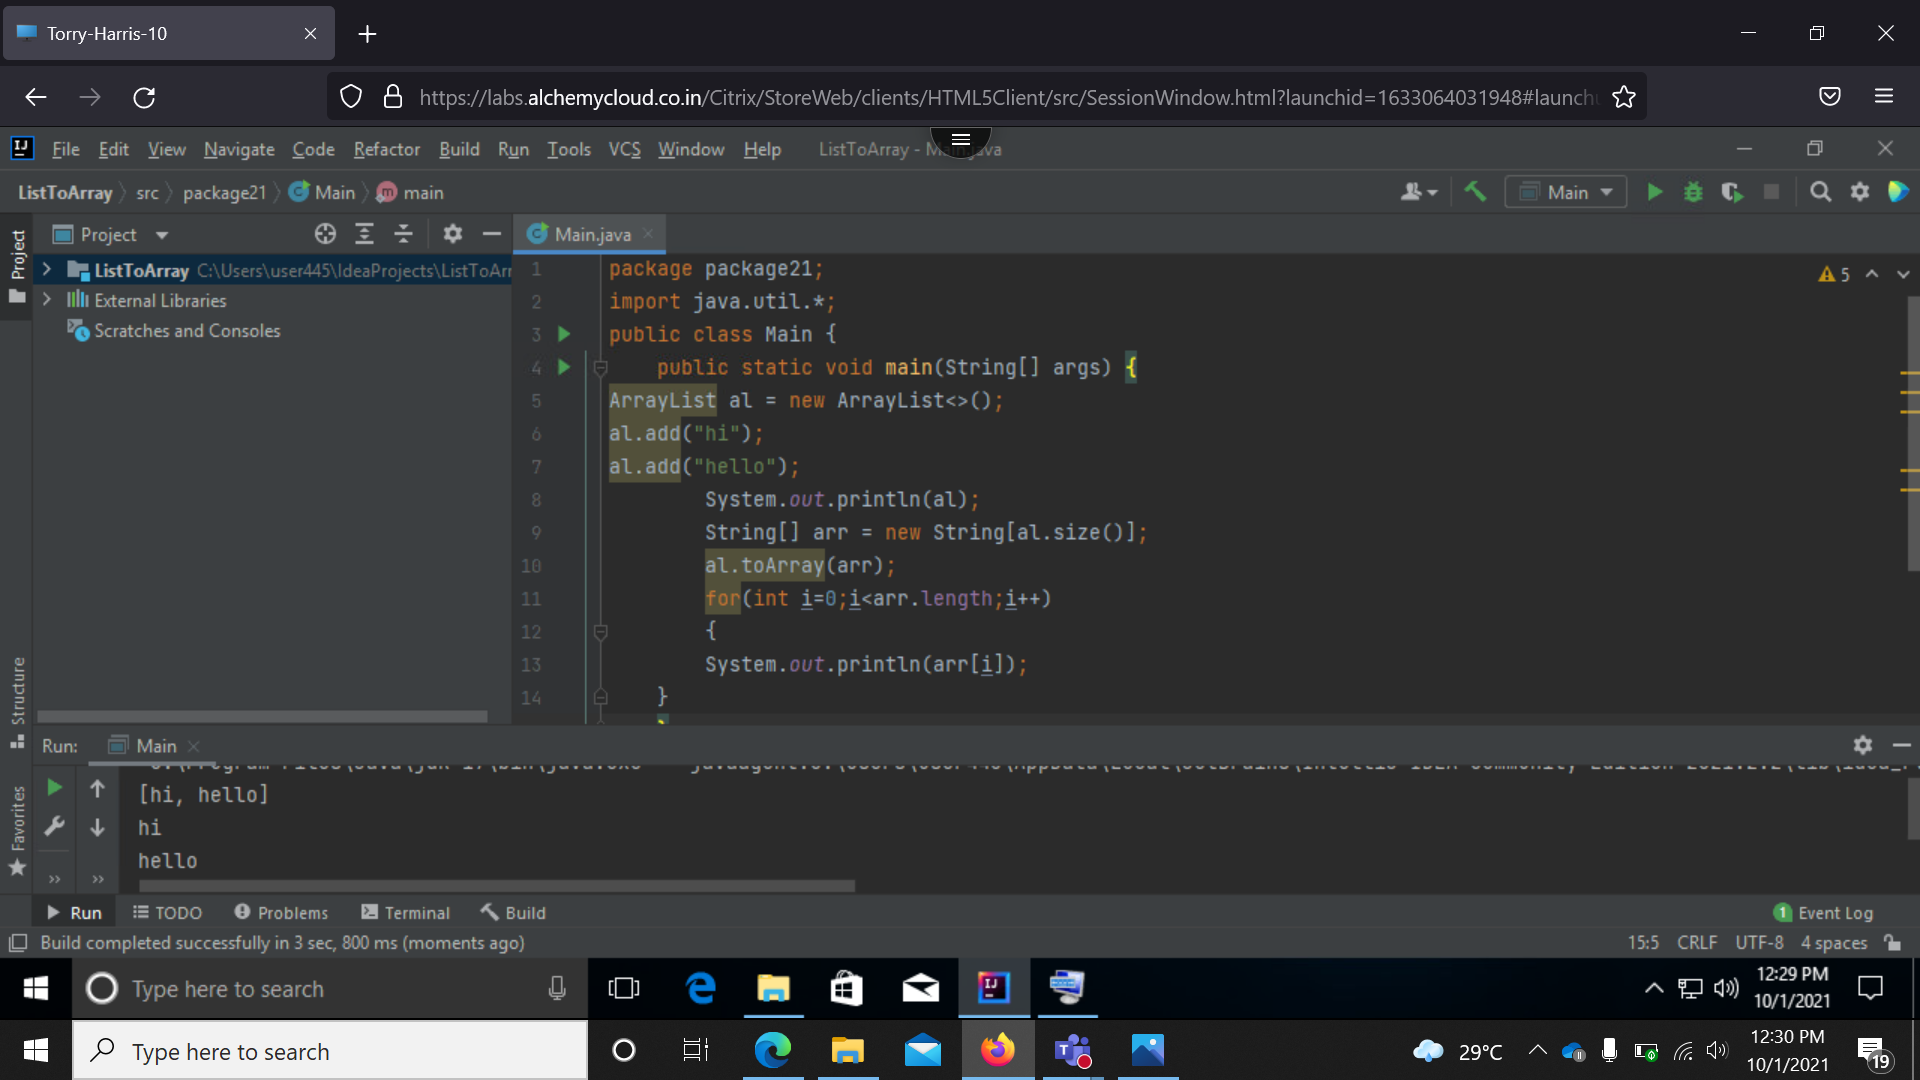 Torry-Harris-10
https://labs.alchemycloud.co.in/Citrix/StoreWeb/clients/HTML5Client/src/SessionWindow.html?launchid=1633064031948#launch
File Edit View Navigate Code Refactor Build Run Tools VCS Window Help ListToArray - Main.java
ListToArray src package21 Main main
Main
Project
Main.java
Project
ListToArray C:\Users\user445\IdeaProjects\ListToArr
External Libraries
Scratches and Consoles
5
1 package package21;
2 import java.util.*;
3 public class Main {
4 public static void main(String[] args) {
5 ArrayList al = new ArrayList<>();
6 al.add("hi");
7 al.add("hello");
8 System.out.println(al);
9 String[] arr = new String[al.size()];
10 al.toArray(arr);
11 for(int i=0;i<arr.length;i++)
12 {
13 System.out.println(arr[i]);
14 }
Structure
Favorites
Run: Main
[hi, hello]
hi
hello
Run TODO Problems Terminal Build
1 Event Log
Build completed successfully in 3 sec, 800 ms (moments ago)
15:5 CRLF UTF-8 4 spaces
Type here to search
12:29 PM
10/1/2021
Type here to search
29°C
12:30 PM
10/1/2021
19